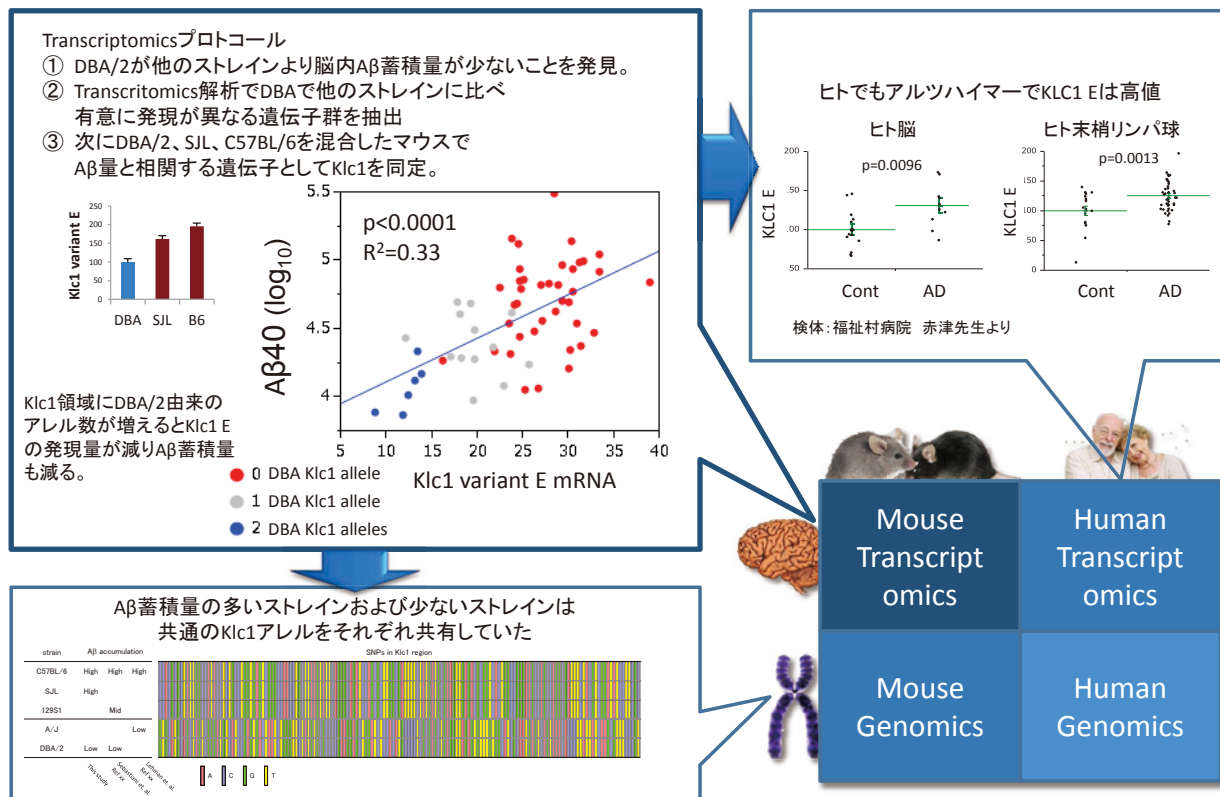 Transcriptomicsプロトコール
① DBA/2が他のストレインより脳内Aβ蓄積量が少ないことを発見。
② Transcritomics解析でDBAで他のストレインに比べ
有意に発現が異なる遺伝子群を抽出
③ 次にDBA/2、SJL、C57BL/6を混合したマウスで
Aβ量と相関する遺伝子としてKlc1を同定。
Klc1 variant E
250
200
150
100
50
0
DBA SJL B6
Klc1領域にDBA/2由来の
アレル数が増えるとKlc1 E
の発現量が減りAβ蓄積量
も減る。
Aβ40 (log10)
5.5
5
4.5
4
p<0.0001
R²=0.33
5 10 15 20 25 30 35 40
Klc1 variant E mRNA
0 DBA Klc1 allele
1 DBA Klc1 allele
2 DBA Klc1 alleles
ヒトでもアルツハイマーでKLC1 Eは高値
ヒト脳
KLC1 E
200
150
100
50
p=0.0096
Cont AD
ヒト末梢リンパ球
KLC1 E
200
150
100
50
0
p=0.0013
Cont AD
検体：福祉村病院 赤津先生より
Aβ蓄積量の多いストレインおよび少ないストレインは
共通のKlc1アレルをそれぞれ共有していた
strain Aβ accumulation SNPs in Klc1 region
C57BL/6 High High High
SJL High
129S1 Mid
A/J Low
DBA/2 Low Low
This study
Sebastiani et. al.
Ref xx
Lehman et. al.
Ref xx
A C G T
Mouse
Transcript
omics
Human
Transcript
omics
Mouse
Genomics
Human
Genomics